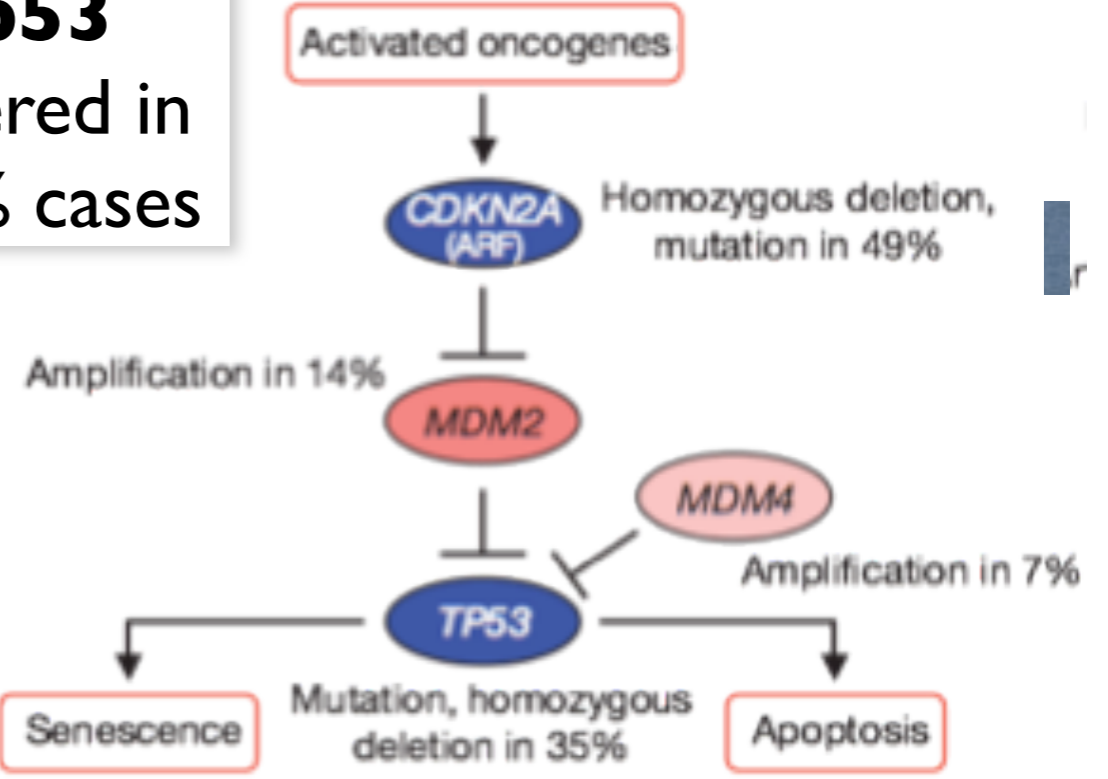 p53
ered in
% cases
Activated oncogenes
CDKN2A
(ARF)
Homozygous deletion,
mutation in 49%
Amplification in 14%
MDM2
MDM4
Amplification in 7%
TP53
Senescence
Mutation, homozygous
deletion in 35%
Apoptosis